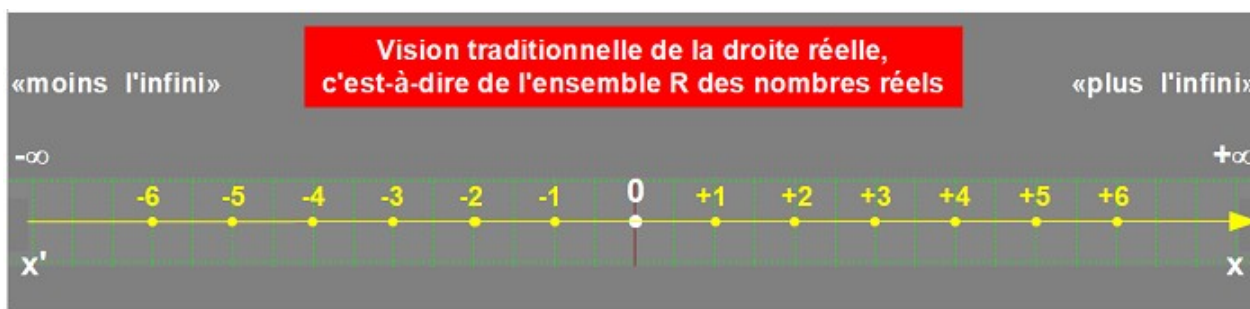 Vision traditionnelle de la droite réelle,
c'est-à-dire de l'ensemble R des nombres réels
«moins l'infini» «plus l'infini»
-∞ +∞
-6 -5 -4 -3 -2 -1 0 +1 +2 +3 +4 +5 +6
x' x